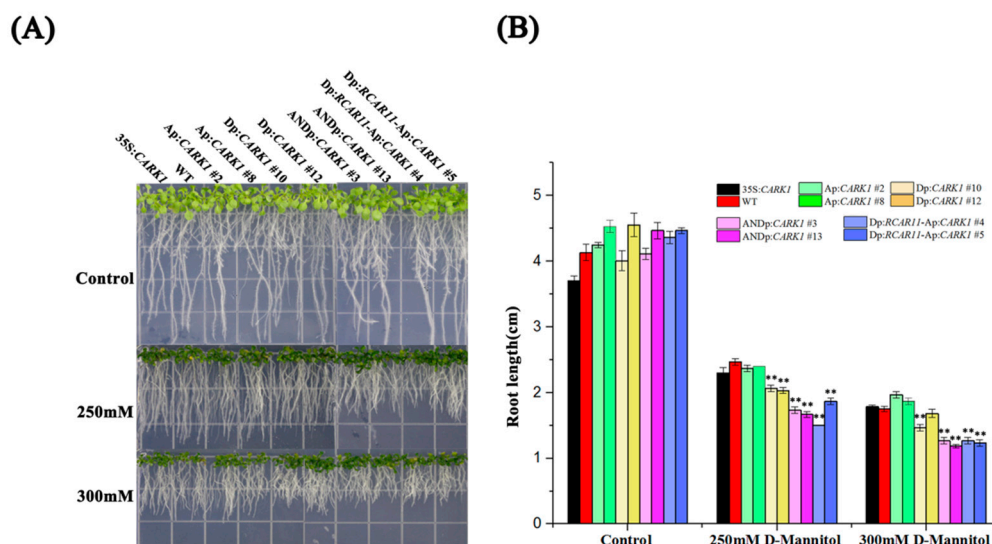 (A)
35S:CARK1
WT
Ap:CARK1 #2
Ap:CARK1 #8
Dp:CARK1 #10
Dp:CARK1 #12
ANDp:CARK1 #3
ANDp:CARK1 #13
Dp:RCAR11-Ap:CARK1 #4
Dp:RCAR11-Ap:CARK1 #5
Control
250mM
300mM
(B)
Root length(cm)
5
4
3
2
1
0
35S:CARK1 Ap:CARK1 #2 Dp:CARK1 #10
WT Ap:CARK1 #8 Dp:CARK1 #12
ANDp:CARK1 #3 Dp:RCAR11-Ap:CARK1 #4
ANDp:CARK1 #13 Dp:RCAR11-Ap:CARK1 #5
** ** ** ** ** **
** ** ** ** **
Control 250mM D-Mannitol 300mM D-Mannitol